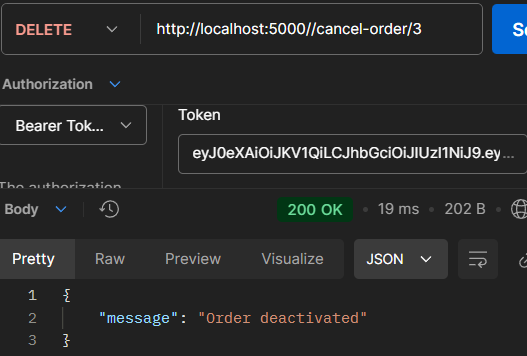 DELETE http://localhost:5000//cancel-order/3
Authorization
Token
Bearer Tok...
eyJ0eXAiOiJKV1QiLCJhbGciOiJIUzI1NiJ9.ey...
The authorization
Body 200 OK • 19 ms • 202 B
Pretty Raw Preview Visualize JSON
1 {
2 "message": "Order deactivated"
3 }